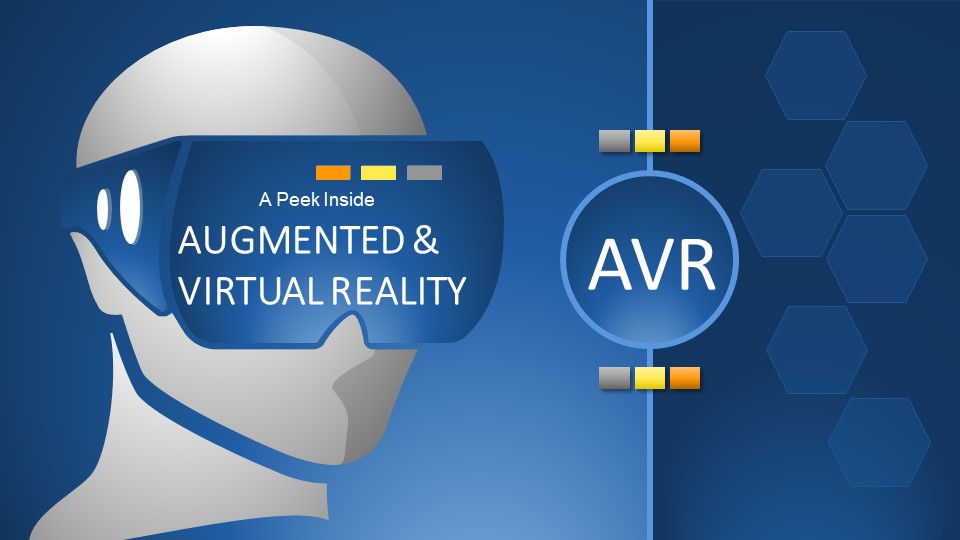 A Peek Inside
AUGMENTED &
VIRTUAL REALITY
AVR